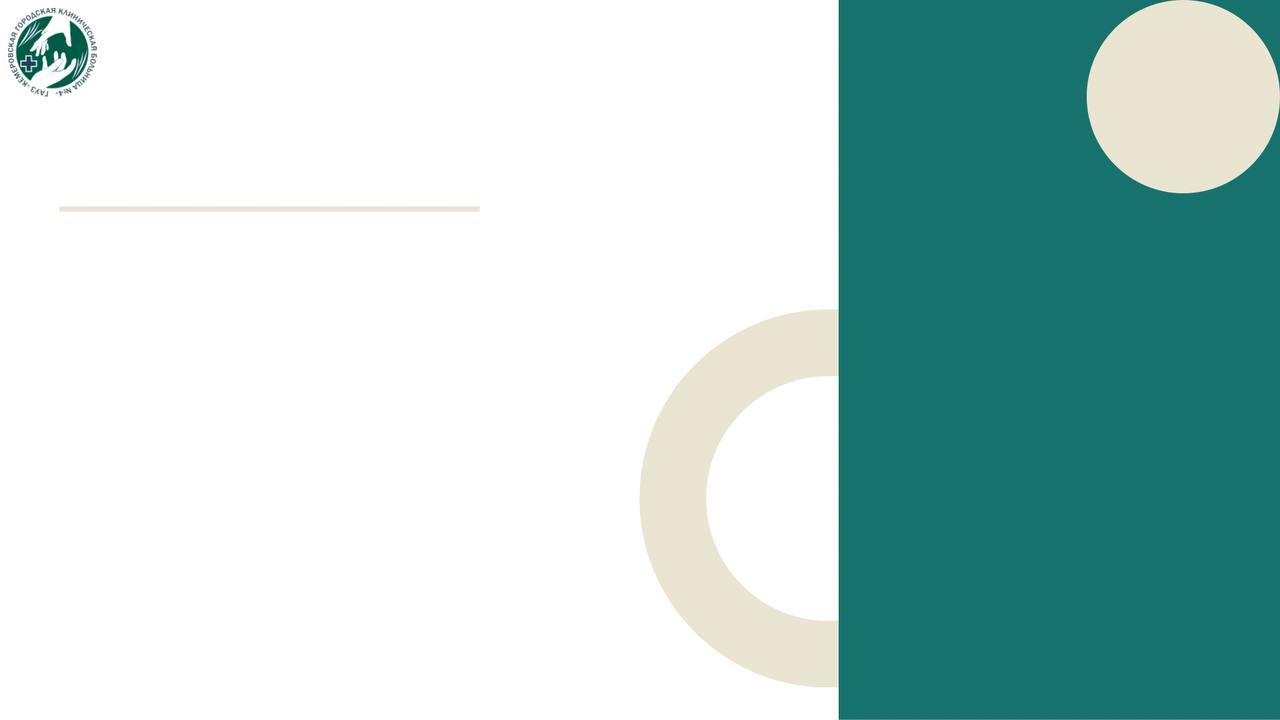 ГАУЗ «КЕМЕРОВСКАЯ ГОРОДСКАЯ КЛИНИЧЕСКАЯ БОЛЬНИЦА №4»